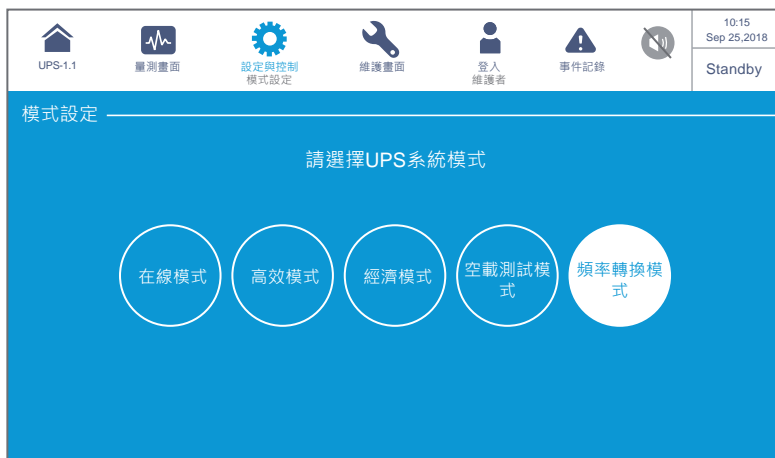 10:15
Sep 25,2018
UPS-1.1
量測畫面
設定與控制
模式設定
維護畫面
登入
維護者
事件記錄
Standby
模式設定
請選擇UPS系統模式
在線模式
高效模式
經濟模式
空載測試模
式
頻率轉換模
式